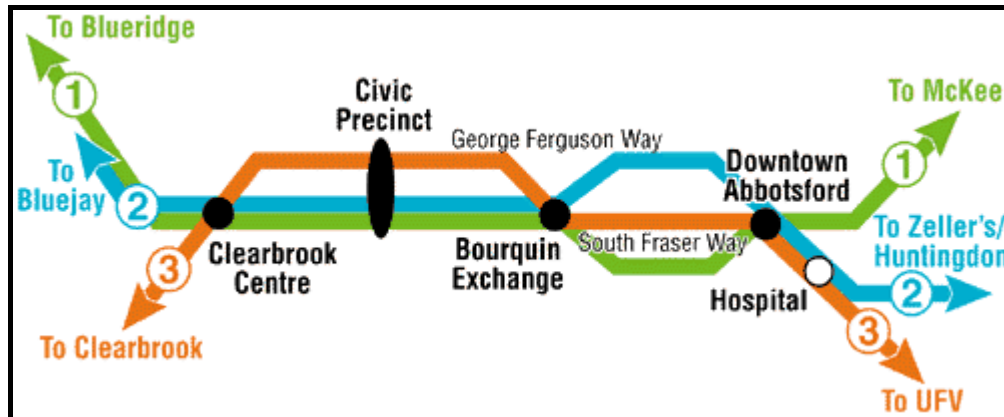 To Blueridge
1
Civic
Precinct
George Ferguson Way
To McKee
1
Downtown
Abbotsford
To
Bluejay
2
Clearbrook
Centre
Bourquin
Exchange
South Fraser Way
To Zeller's/
Huntingdon
2
Hospital
3
To Clearbrook
3
To UFV